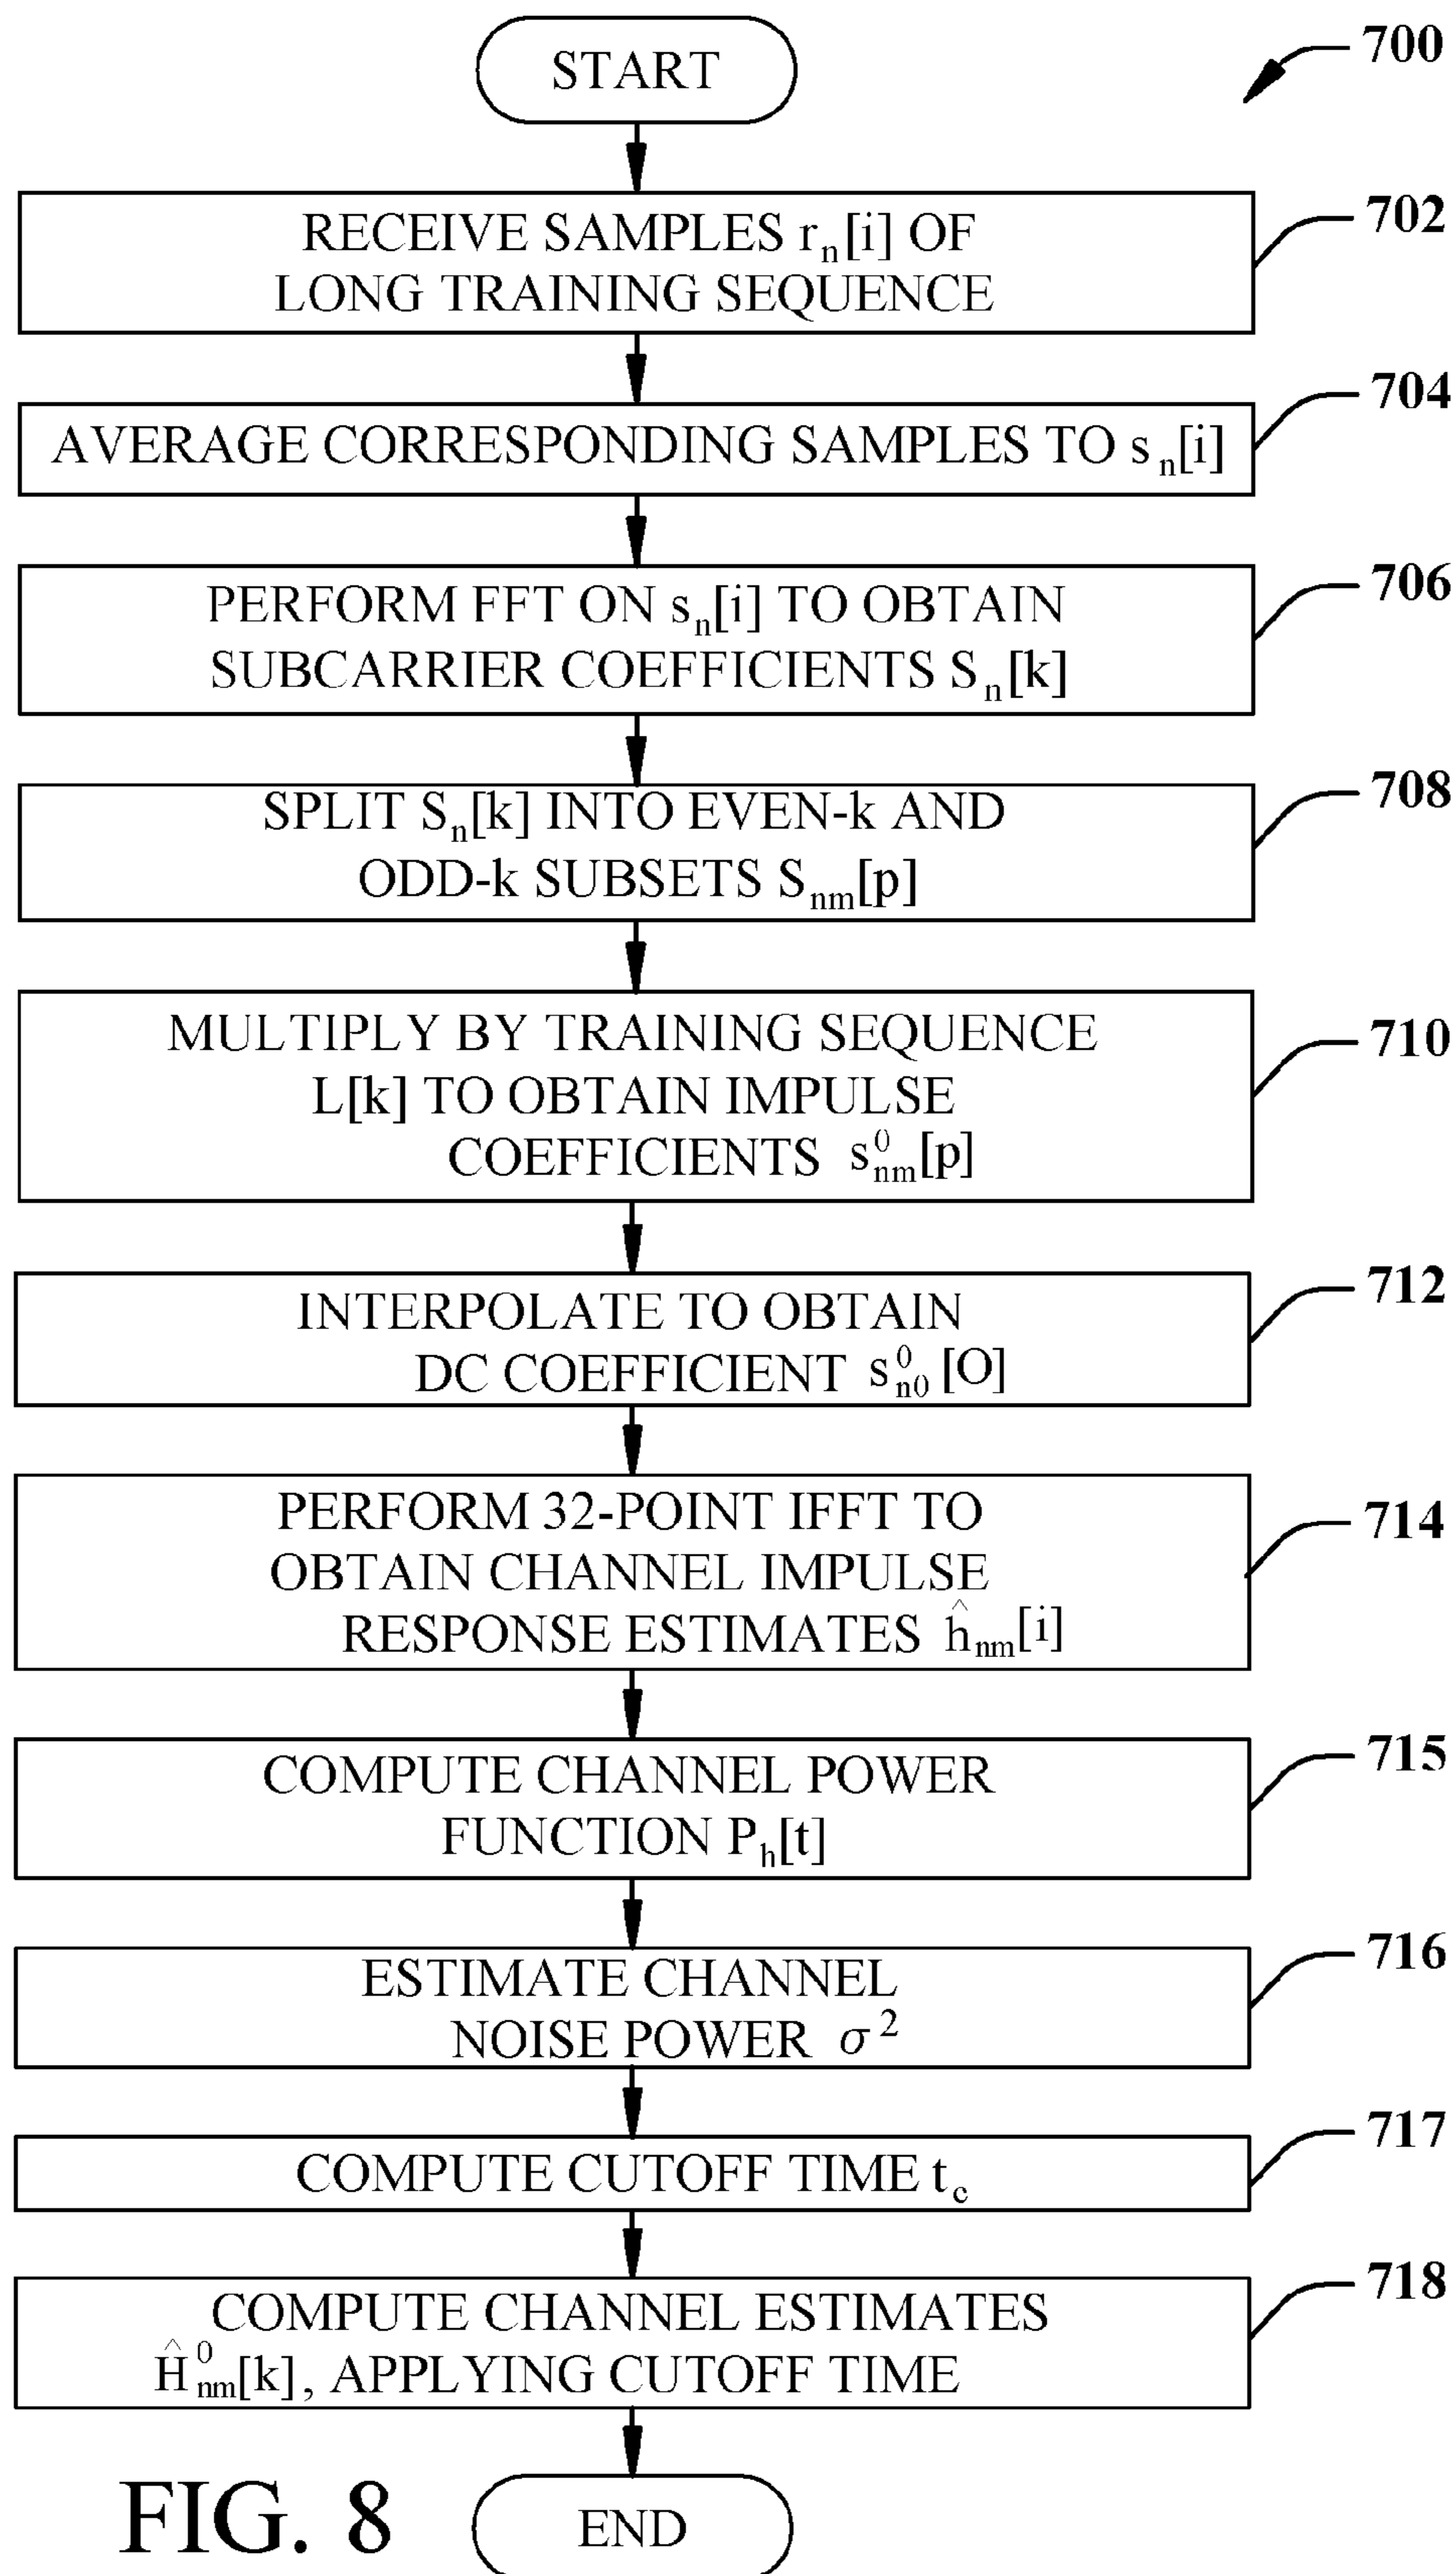 START
700
RECEIVE SAMPLES rₙ[i] OF
LONG TRAINING SEQUENCE
702
AVERAGE CORRESPONDING SAMPLES TO sₙ[i]
704
PERFORM FFT ON sₙ[i] TO OBTAIN
SUBCARRIER COEFFICIENTS Sₙ[k]
706
SPLIT Sₙ[k] INTO EVEN-k AND
ODD-k SUBSETS Sₙₘ[p]
708
MULTIPLY BY TRAINING SEQUENCE
L[k] TO OBTAIN IMPULSE
COEFFICIENTS s⁰ₙₘ[p]
710
INTERPOLATE TO OBTAIN
DC COEFFICIENT s⁰ₙ₀[O]
712
PERFORM 32-POINT IFFT TO
OBTAIN CHANNEL IMPULSE
RESPONSE ESTIMATES ĥₙₘ[i]
714
COMPUTE CHANNEL POWER
FUNCTION Pₕ[t]
715
ESTIMATE CHANNEL
NOISE POWER σ²
716
COMPUTE CUTOFF TIME t_c
717
COMPUTE CHANNEL ESTIMATES
Ĥ⁰ₙₘ[k], APPLYING CUTOFF TIME
718
END
FIG. 8